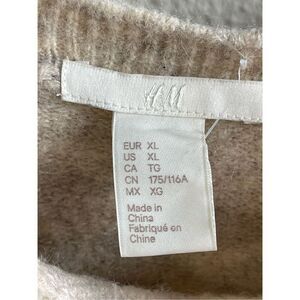 H&M
EUR XL
US XL
CA TG
CN 175/116A
MX XG
Made in
China
Fabriqué en
Chine